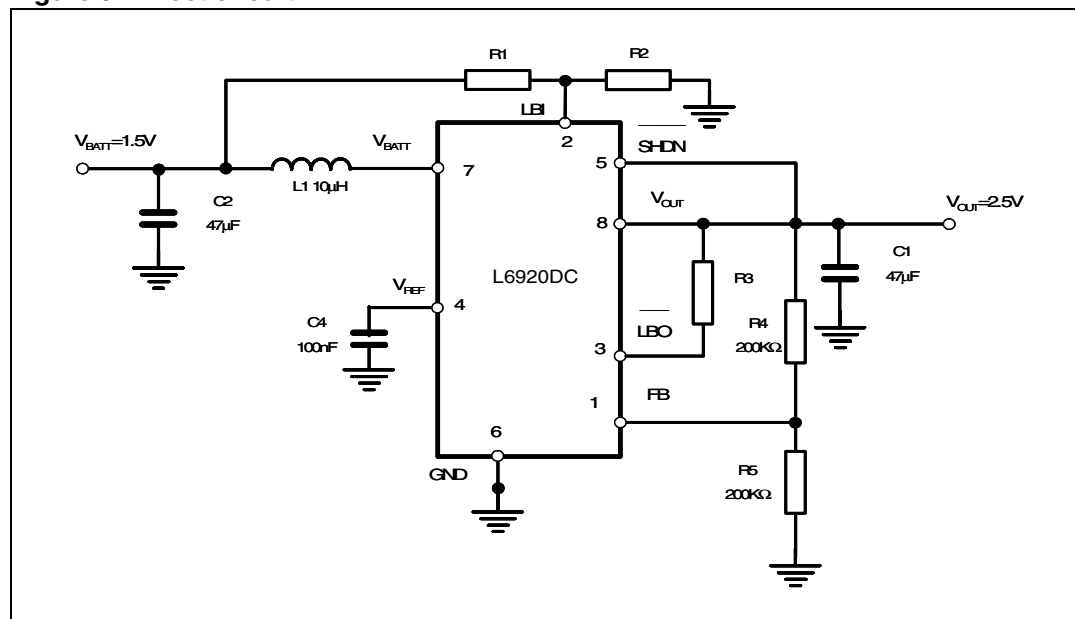 R1
R2
LBI
2
SHDN
5
V_BATT=1.5V
V_BATT
7
L1 10µH
C2
47µF
V_OUT
8
V_OUT=2.5V
C1
47µF
L6920DC
R3
V_REF
4
C4
100nF
LBO
3
R4
200KΩ
FB
1
6
GND
R5
200KΩ